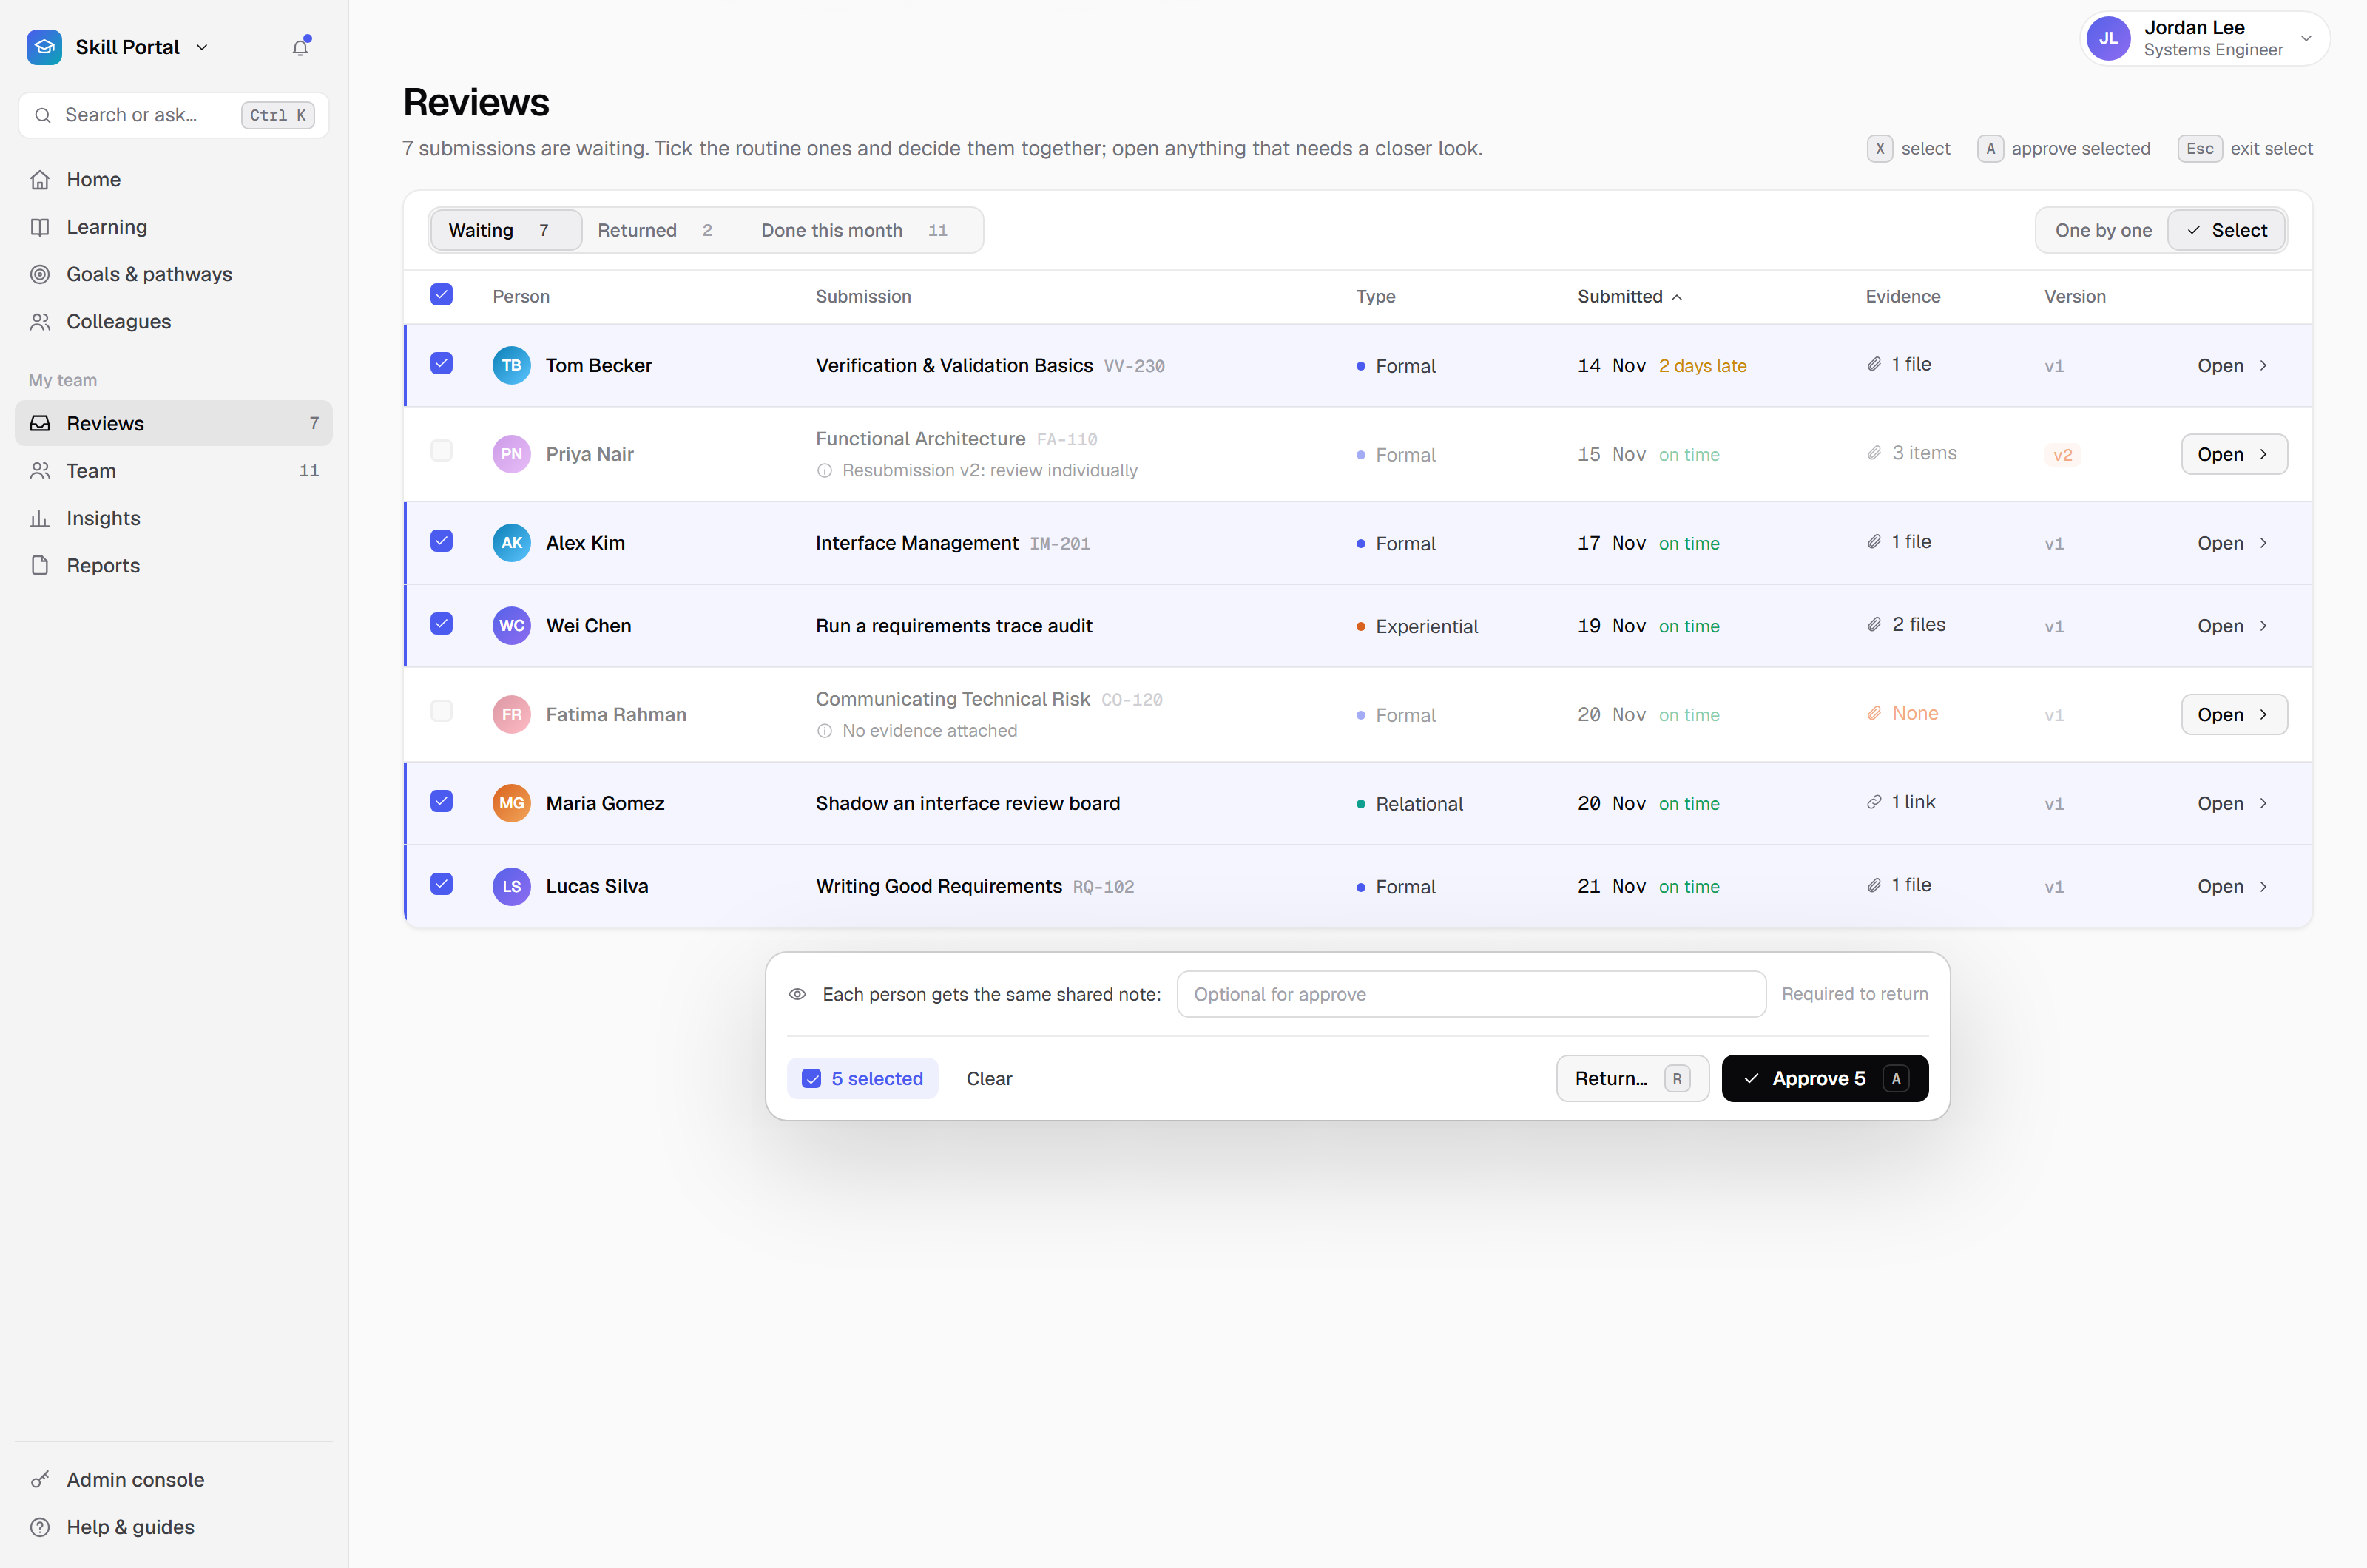 Skill Portal
Search or ask... Ctrl K
Home
Learning
Goals & pathways
Colleagues
My team
Reviews 7
Team 11
Insights
Reports
Admin console
Help & guides
JL Jordan Lee
Systems Engineer
Reviews
7 submissions are waiting. Tick the routine ones and decide them together; open anything that needs a closer look.
X select A approve selected Esc exit select
Waiting 7 Returned 2 Done this month 11 One by one Select
Person Submission Type Submitted Evidence Version
TB Tom Becker Verification & Validation Basics VV-230 Formal 14 Nov 2 days late 1 file v1 Open
PN Priya Nair Functional Architecture FA-110 Formal 15 Nov on time 3 items v2 Open
Resubmission v2: review individually
AK Alex Kim Interface Management IM-201 Formal 17 Nov on time 1 file v1 Open
WC Wei Chen Run a requirements trace audit Experiential 19 Nov on time 2 files v1 Open
FR Fatima Rahman Communicating Technical Risk CO-120 Formal 20 Nov on time None v1 Open
No evidence attached
MG Maria Gomez Shadow an interface review board Relational 20 Nov on time 1 link v1 Open
LS Lucas Silva Writing Good Requirements RQ-102 Formal 21 Nov on time 1 file v1 Open
Each person gets the same shared note: Optional for approve Required to return
5 selected Clear Return... R Approve 5 A